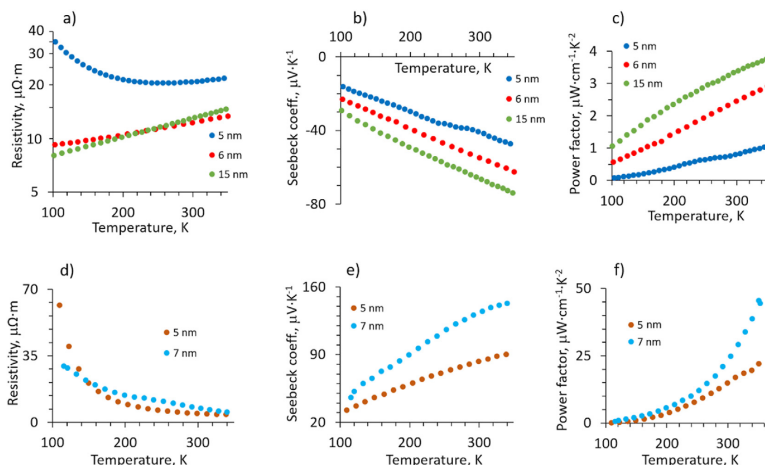 a)
Resistivity, μΩ·m
40
20
10
5
100 200 300
Temperature, K
5 nm
6 nm
15 nm
b)
100 200 300
Temperature, K
Seebeck coeff., μV·K⁻¹
0
-40
-80
5 nm
6 nm
15 nm
c)
Power factor, μW·cm⁻¹·K⁻²
4
3
2
1
0
100 200 300
Temperature, K
5 nm
6 nm
15 nm
d)
Resistivity, μΩ·m
70
35
0
100 200 300
Temperature, K
5 nm
7 nm
e)
Seebeck coeff., μV·K⁻¹
160
90
20
100 200 300
Temperature, K
5 nm
7 nm
f)
Power factor, μW·cm⁻¹·K⁻²
50
25
0
100 200 300
Temperature, K
5 nm
7 nm